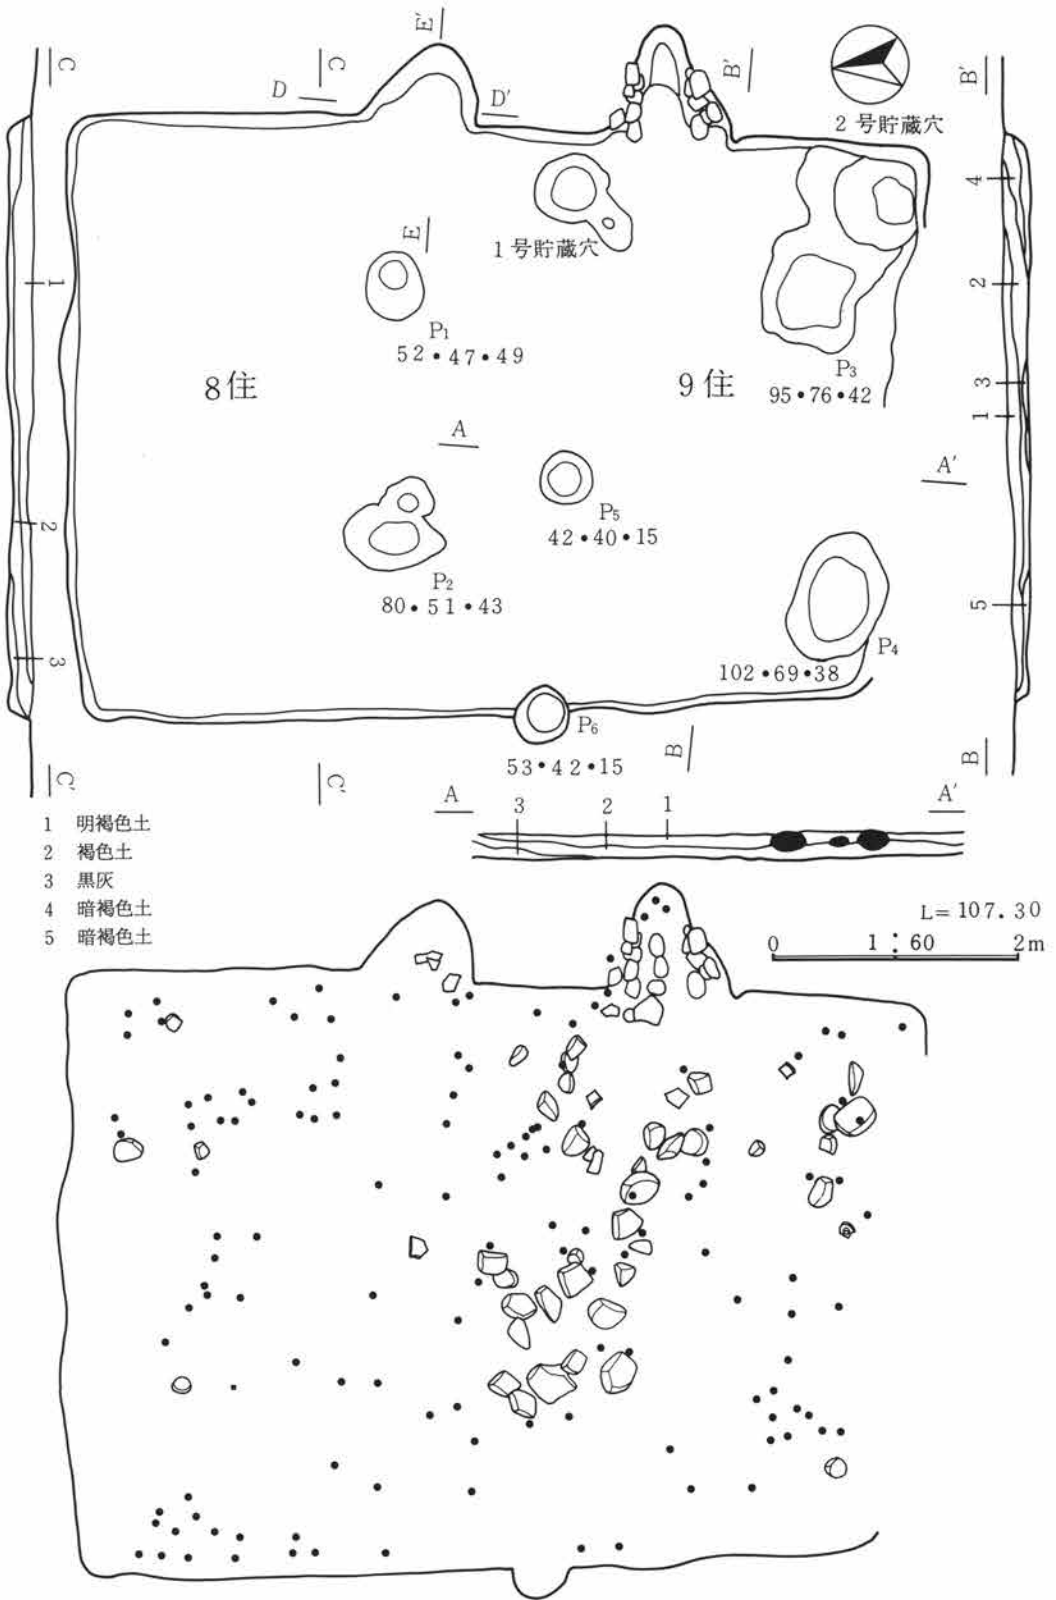 E′
E
C
C
D
D′
B′
B′
2号貯蔵穴
4
1号貯蔵穴
E
1
2
P1
52・47・49
P3
95・76・42
8住
9住
3
1
A
A′
P5
42・40・15
2
P2
80・51・43
5
P4
102・69・38
3
P6
53・42・15
B
B
C′
C′
A
3
2
1
A′
1 明褐色土
2 褐色土
3 黒灰
4 暗褐色土
5 暗褐色土
L=107.30
0 1:60 2m